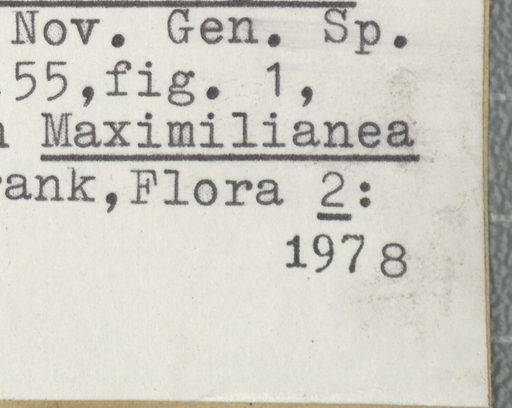 Nov. Gen. Sp.
55,fig. 1,
Maximilianea
ank,Flora 2:
1978